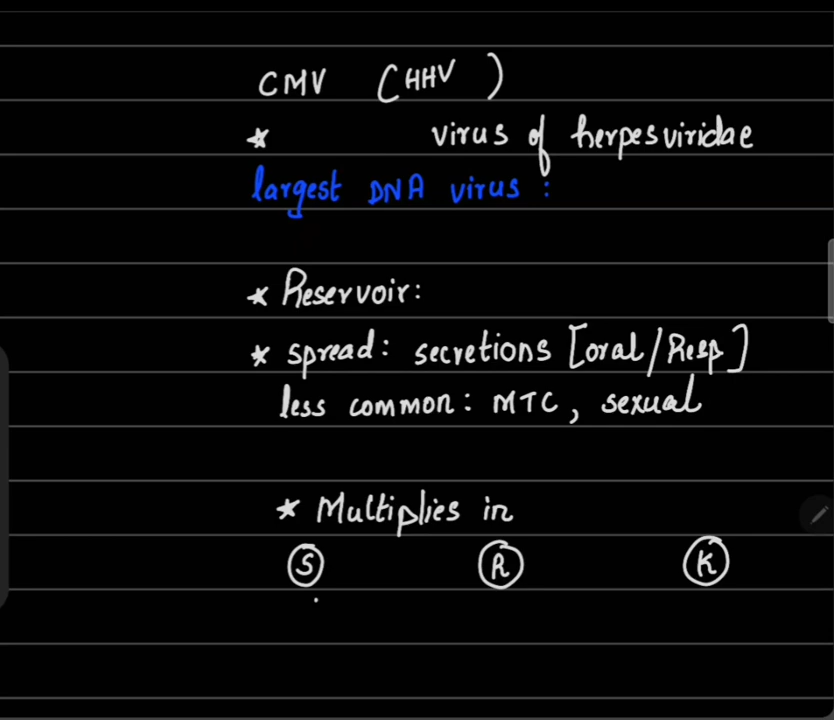 CMV (HHV )
* virus of herpesviridae
largest DNA virus :
* Reservoir:
* spread: secretions [oral/Resp]
less common: MTC, sexual
* Multiplies in
S R K